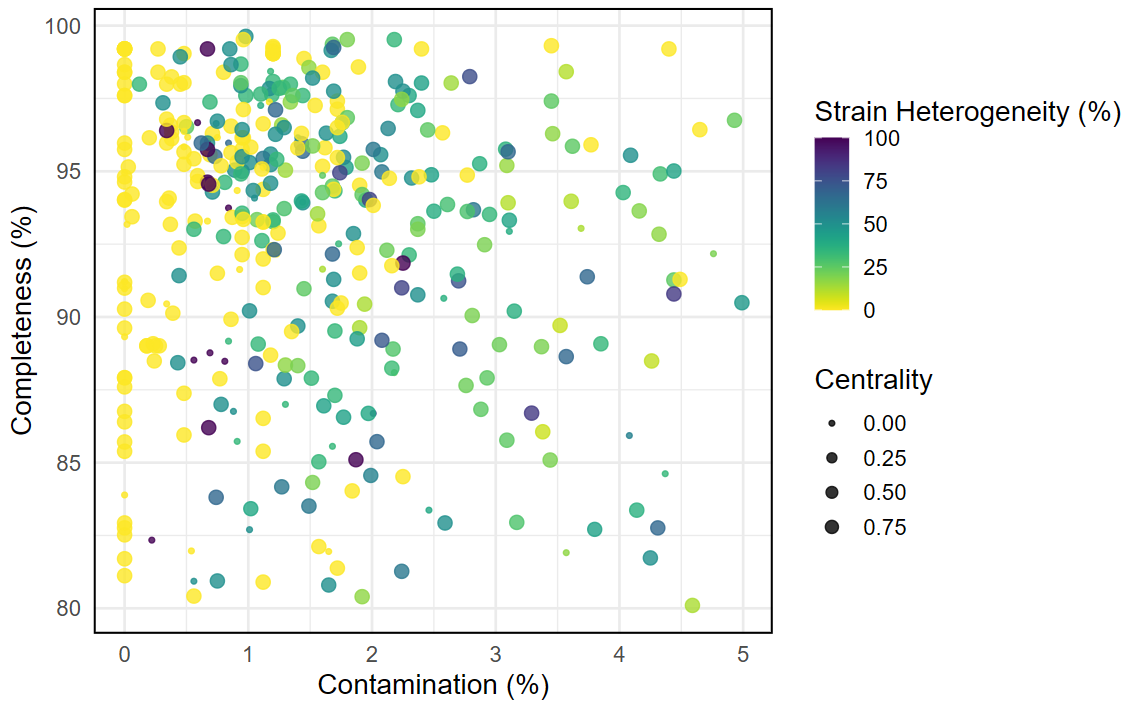 100
95
90
85
80
Completeness (%)
0 1 2 3 4 5
Contamination (%)
Strain Heterogeneity (%)
100
75
50
25
0
Centrality
0.00
0.25
0.50
0.75